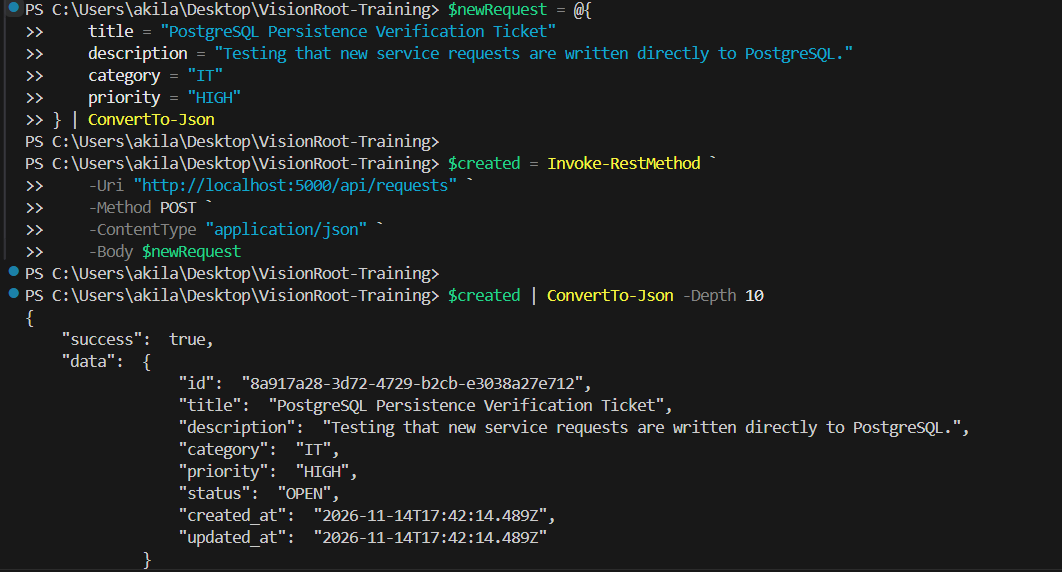 PS C:\Users\akila\Desktop\VisionRoot-Training> $newRequest = @{
>>     title = "PostgreSQL Persistence Verification Ticket"
>>     description = "Testing that new service requests are written directly to PostgreSQL."
>>     category = "IT"
>>     priority = "HIGH"
>> } | ConvertTo-Json
PS C:\Users\akila\Desktop\VisionRoot-Training>
PS C:\Users\akila\Desktop\VisionRoot-Training> $created = Invoke-RestMethod `
>>     -Uri "http://localhost:5000/api/requests" `
>>     -Method POST `
>>     -ContentType "application/json" `
>>     -Body $newRequest
PS C:\Users\akila\Desktop\VisionRoot-Training>
PS C:\Users\akila\Desktop\VisionRoot-Training> $created | ConvertTo-Json -Depth 10
{
    "success":  true,
    "data":  {
                 "id":  "8a917a28-3d72-4729-b2cb-e3038a27e712",
                 "title":  "PostgreSQL Persistence Verification Ticket",
                 "description":  "Testing that new service requests are written directly to PostgreSQL.",
                 "category":  "IT",
                 "priority":  "HIGH",
                 "status":  "OPEN",
                 "created_at":  "2026-11-14T17:42:14.489Z",
                 "updated_at":  "2026-11-14T17:42:14.489Z"
             }